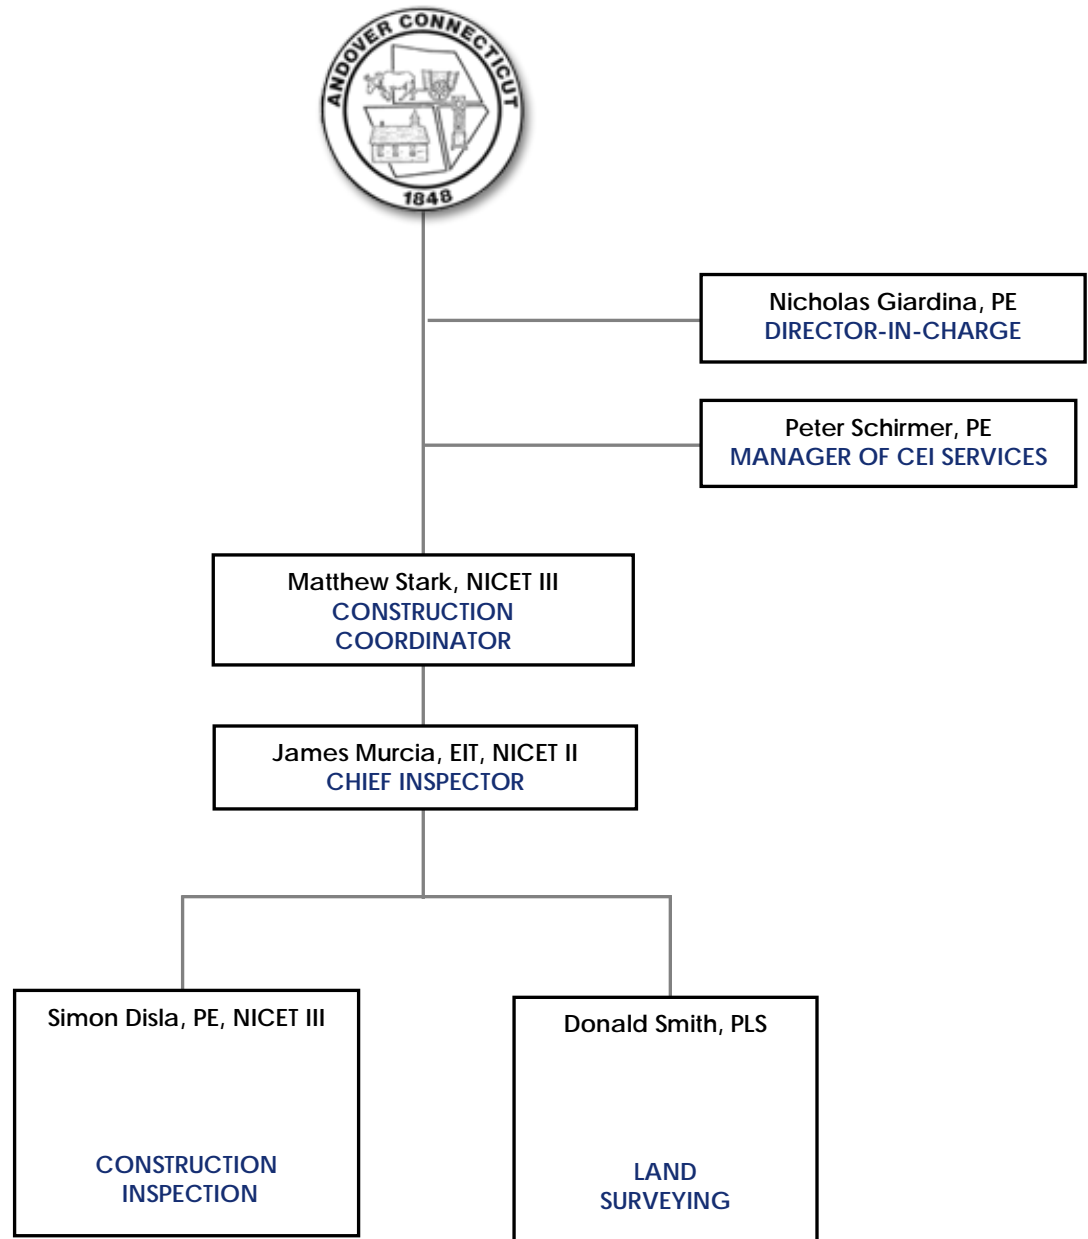 ANDOVER CONNECTICUT
1848
Nicholas Giardina, PE
DIRECTOR-IN-CHARGE
Peter Schirmer, PE
MANAGER OF CEI SERVICES
Matthew Stark, NICET III
CONSTRUCTION
COORDINATOR
James Murcia, EIT, NICET II
CHIEF INSPECTOR
Simon Disla, PE, NICET III
CONSTRUCTION
INSPECTION
Donald Smith, PLS
LAND
SURVEYING